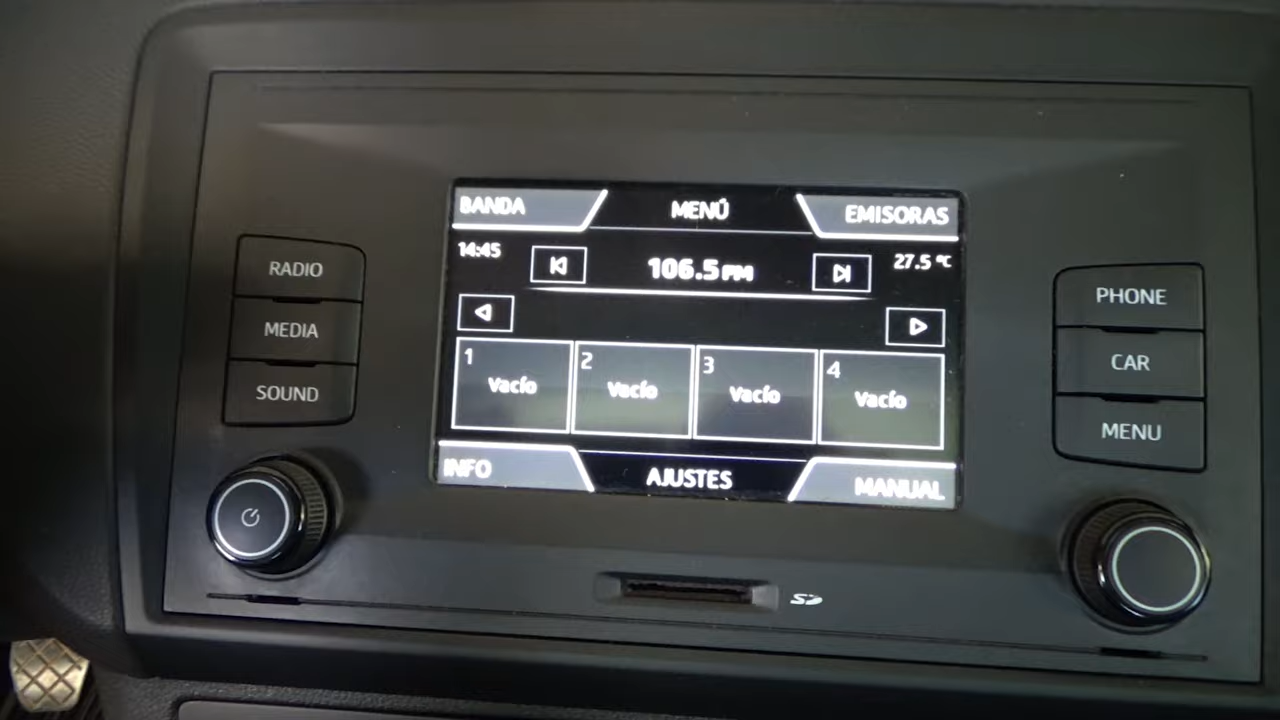 BANDA MENÚ EMISORAS
14:45 106.5 FM 27.5 °C
1 2 3 4
Vacío Vacío Vacío Vacío
INFO AJUSTES MANUAL
RADIO
MEDIA
SOUND
PHONE
CAR
MENU
SD